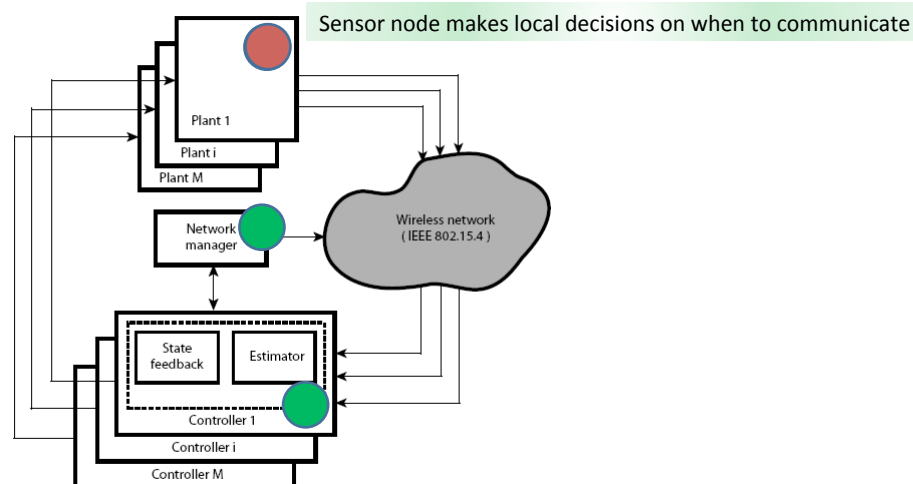 Sensor node makes local decisions on when to communicate
Plant 1
Plant i
Plant M
Network
manager
Wireless network
( IEEE 802.15.4 )
State
feedback
Estimator
Controller 1
Controller i
Controller M